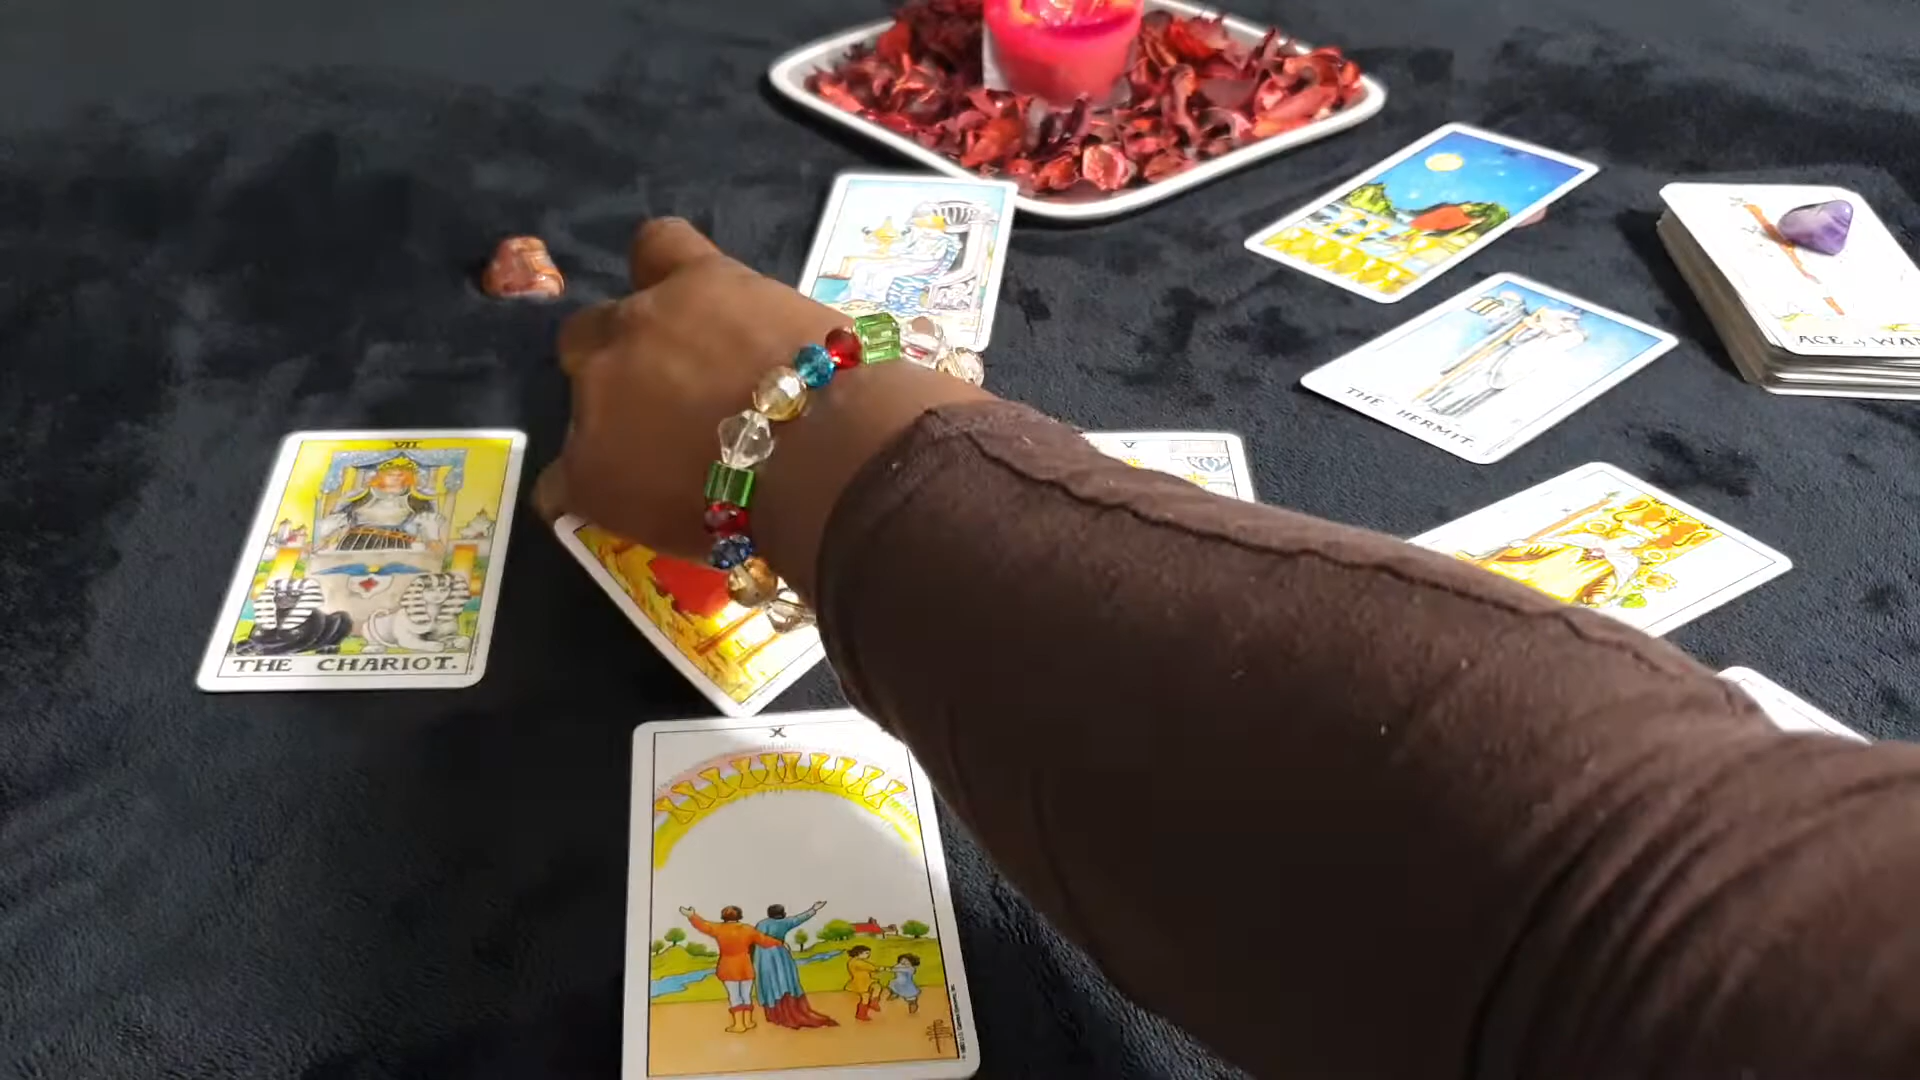 THE HERMIT.
ACE of WAN
V
VII
THE CHARIOT.
X